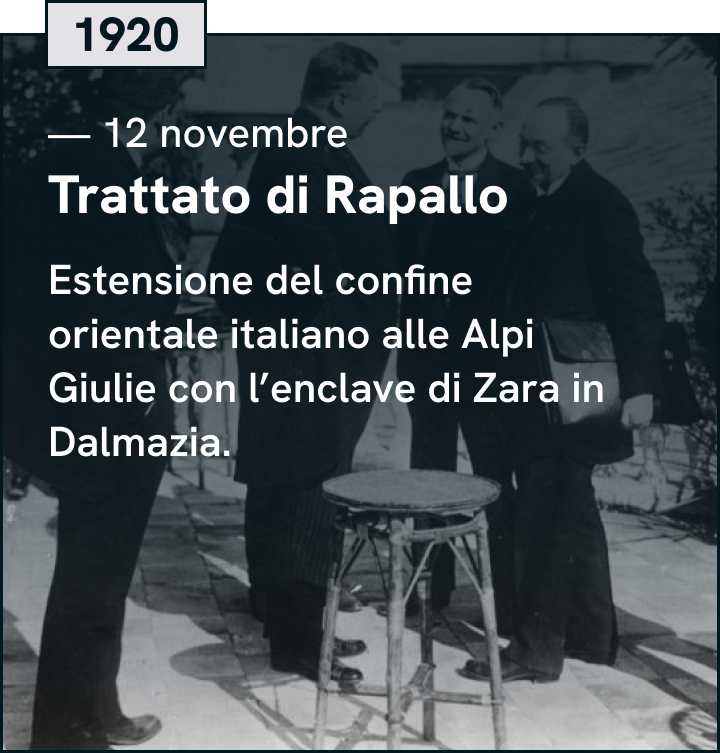 1920
— 12 novembre
Trattato di Rapallo
Estensione del confine
orientale italiano alle Alpi
Giulie con l’enclave di Zara in
Dalmazia.